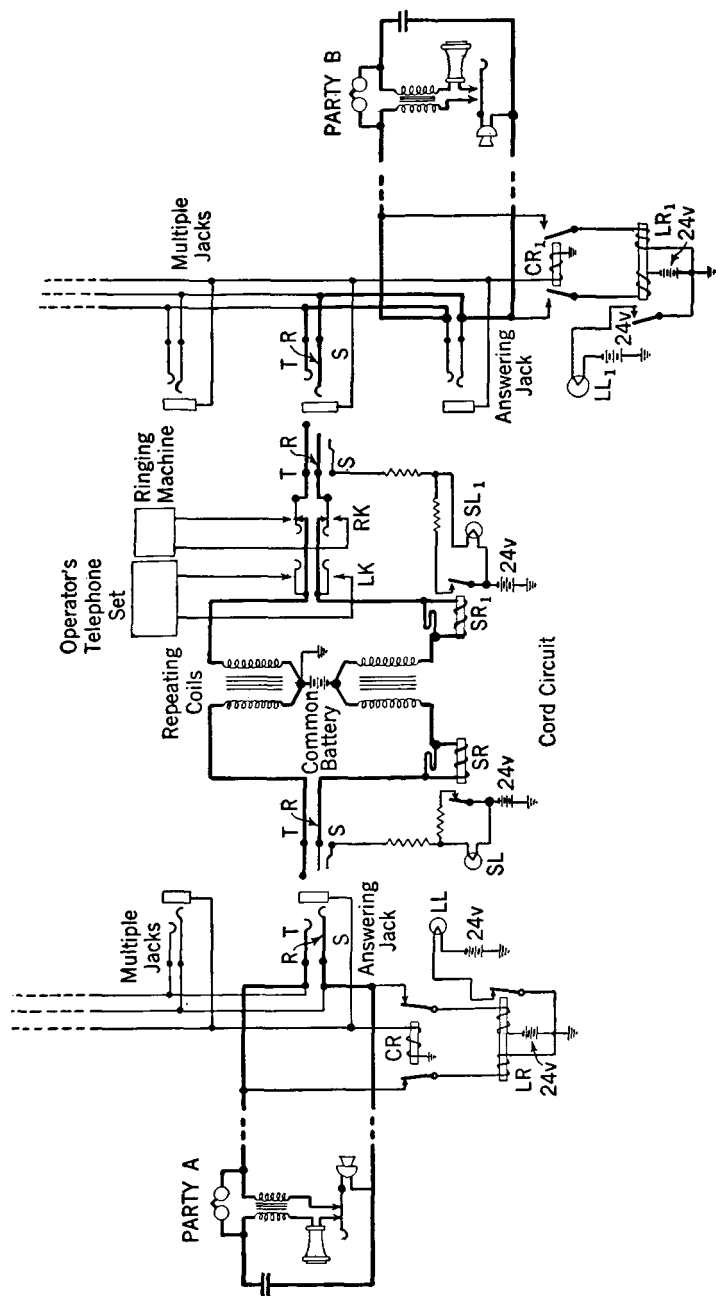 PARTY B
Multiple Jacks
T
R
S
CR₁
LR₁
24v
24v
LL₁
Answering Jack
Ringing Machine
Operator's Telephone Set
T
R
S
RK
LK
SL₁
24v
SR₁
Repeating Coils
Common Battery
Cord Circuit
SR
24v
T
R
S
SL
Multiple Jacks
R
T
S
Answering Jack
LL
24v
CR
LR
24v
PARTY A